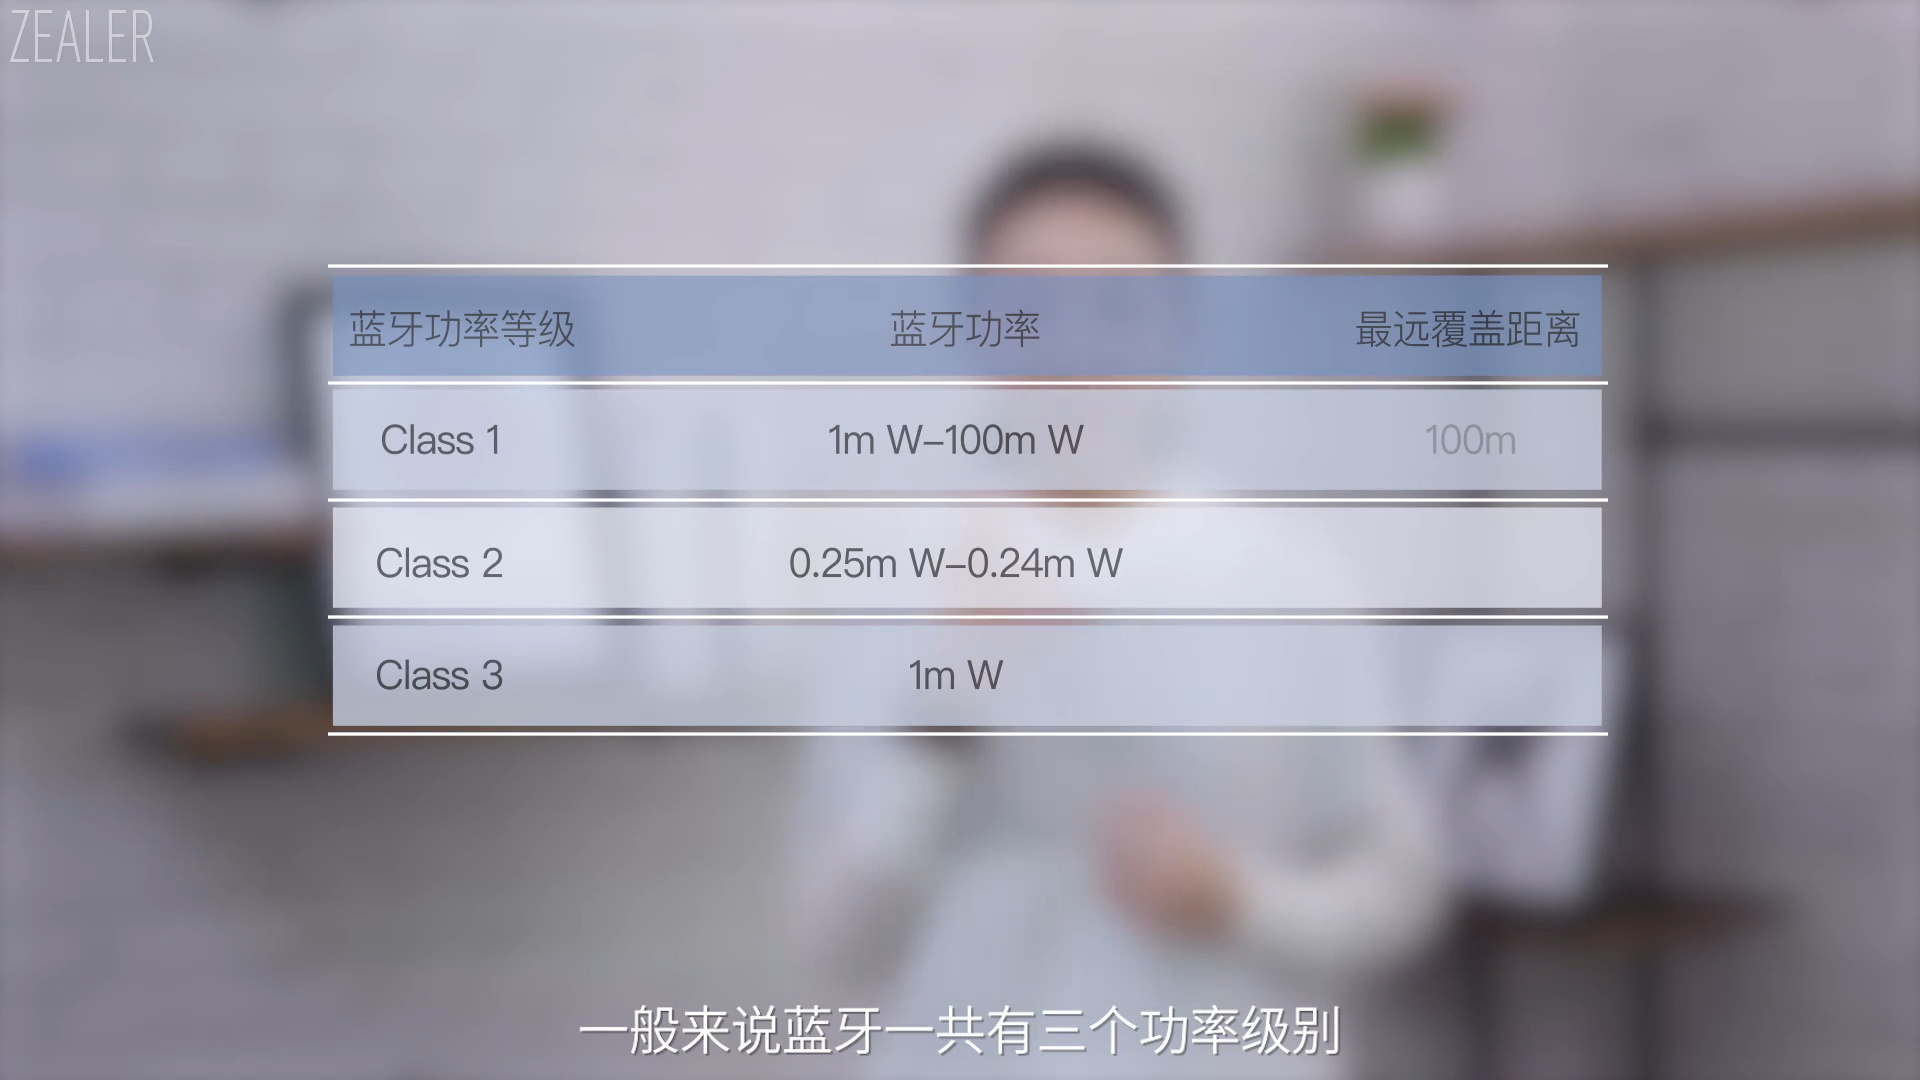 ZEALER
蓝牙功率等级 蓝牙功率 最远覆盖距离
Class 1 1m W–100m W 100m
Class 2 0.25m W–0.24m W
Class 3 1m W
一般来说蓝牙一共有三个功率级别